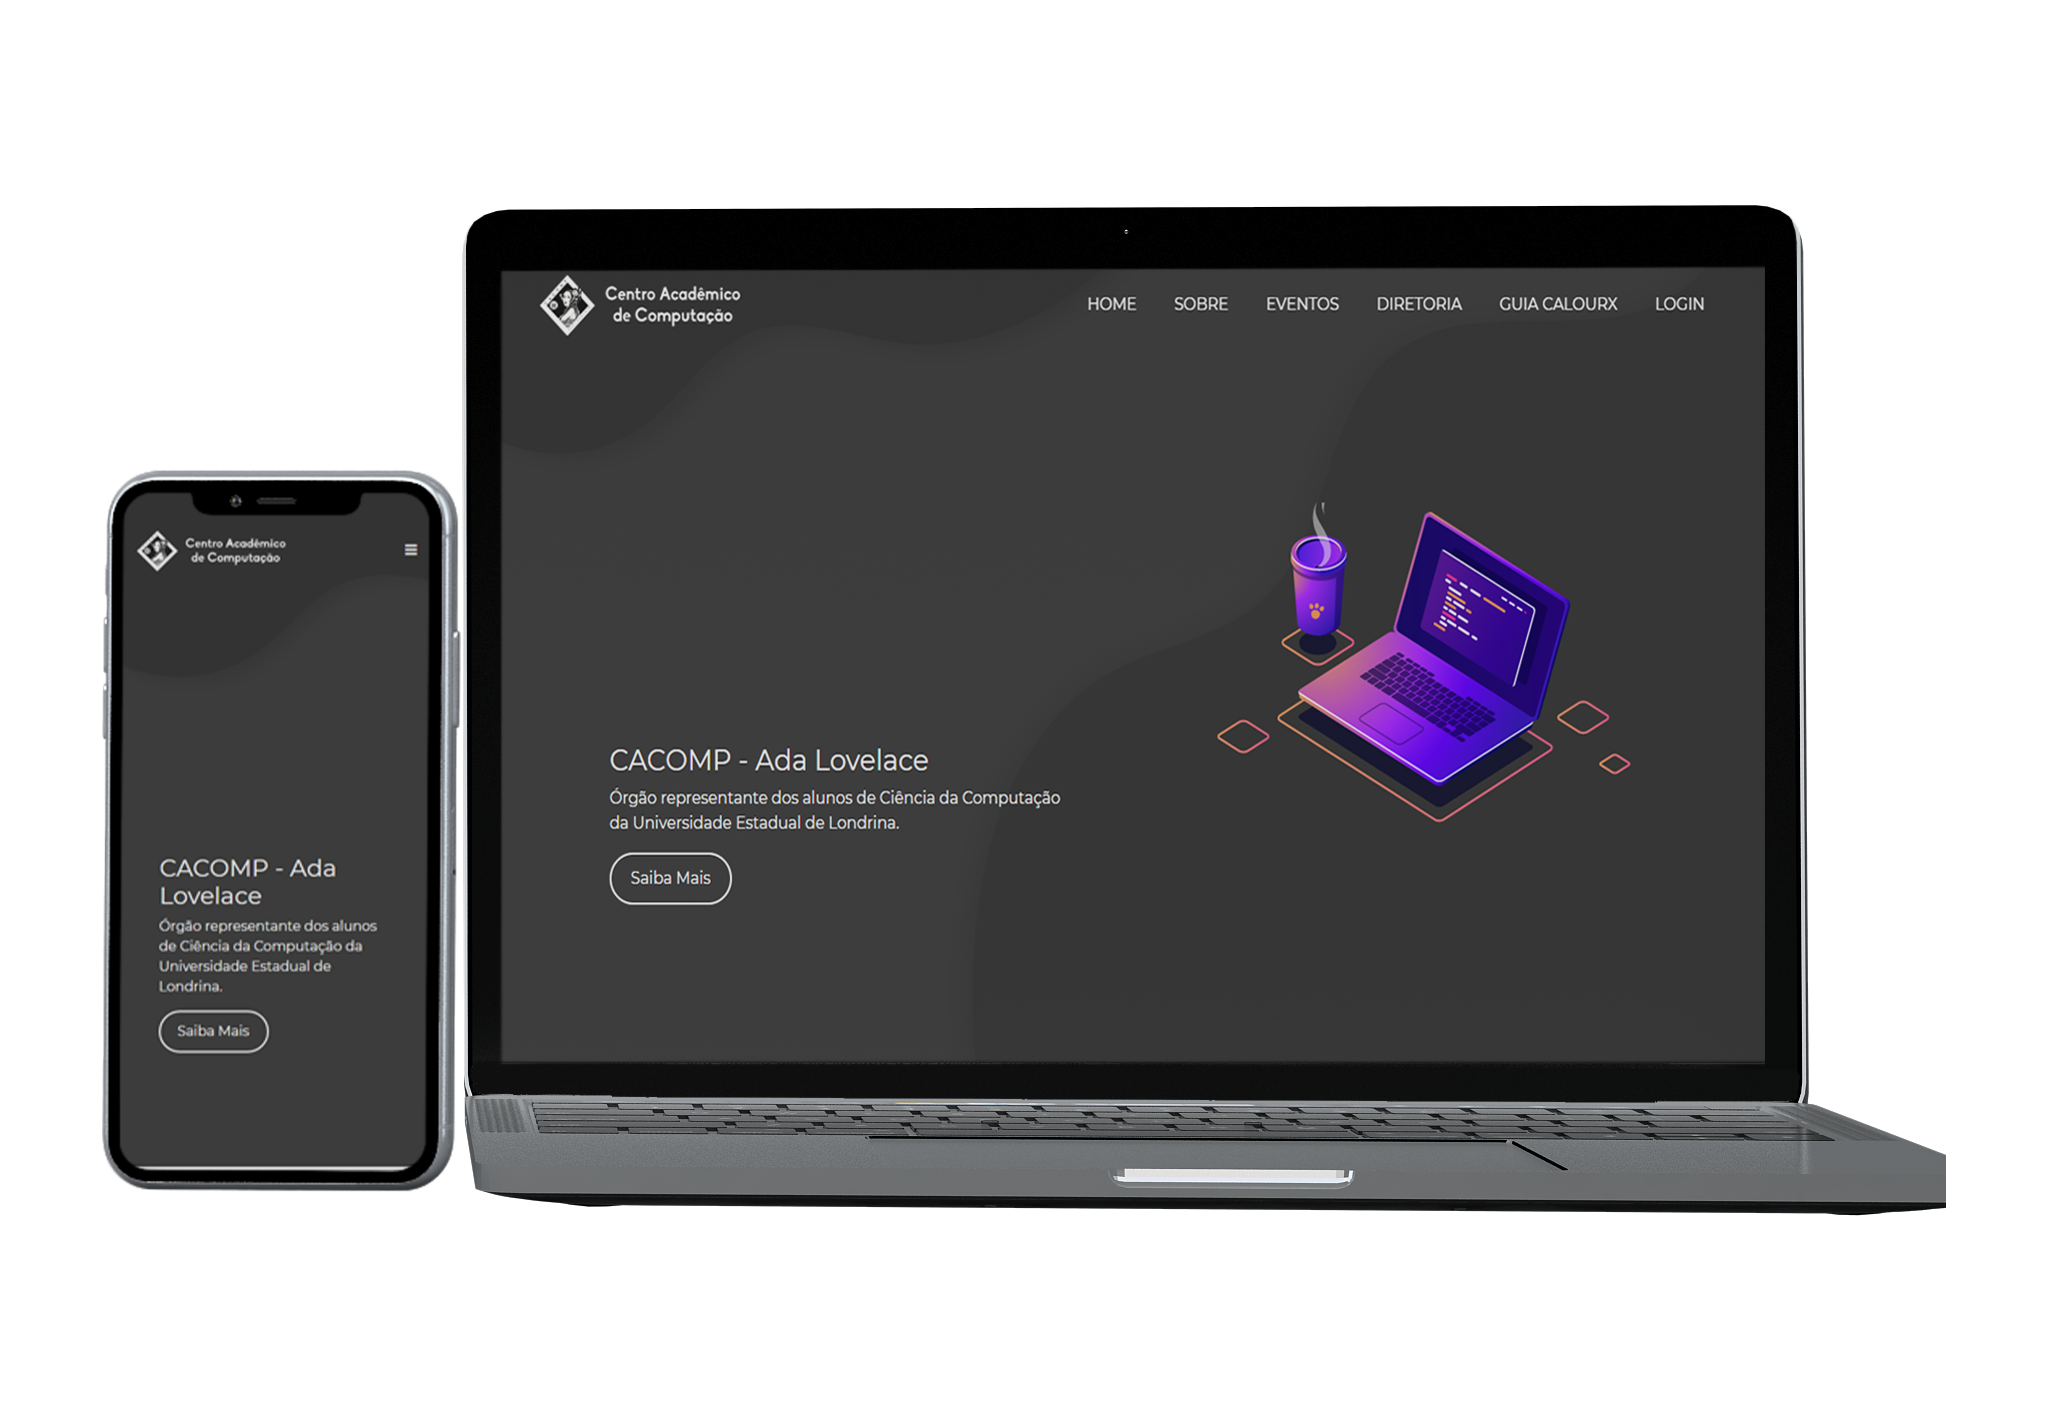 Centro Acadêmico
de Computação
HOME SOBRE EVENTOS DIRETORIA GUIA CALOURX LOGIN
CACOMP - Ada Lovelace
Órgão representante dos alunos de Ciência da Computação
da Universidade Estadual de Londrina.
Saiba Mais
Centro Acadêmico
de Computação
CACOMP - Ada
Lovelace
Órgão representante dos alunos
de Ciência da Computação da
Universidade Estadual de
Londrina.
Saiba Mais